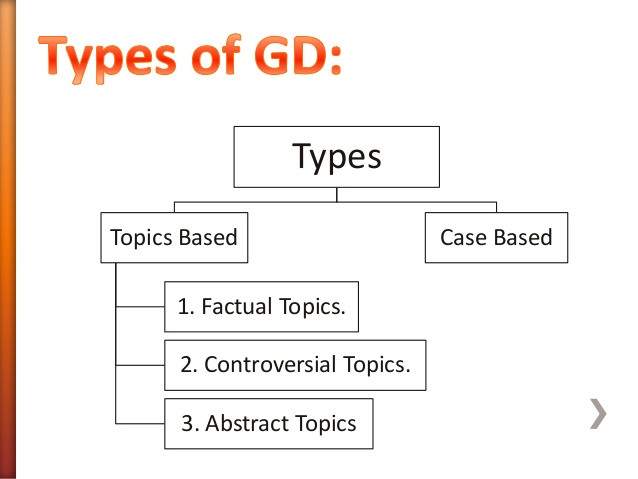 Types of GD:
Types
Topics Based
Case Based
1. Factual Topics.
2. Controversial Topics.
3. Abstract Topics